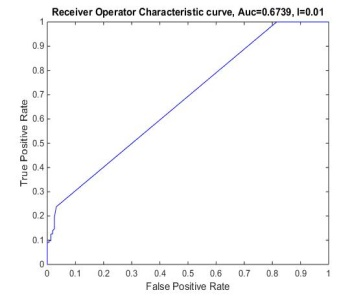 Receiver Operator Characteristic curve, Auc=0.6739, l=0.01
True Positive Rate
1
0.9
0.8
0.7
0.6
0.5
0.4
0.3
0.2
0.1
0
0 0.1 0.2 0.3 0.4 0.5 0.6 0.7 0.8 0.9 1
False Positive Rate